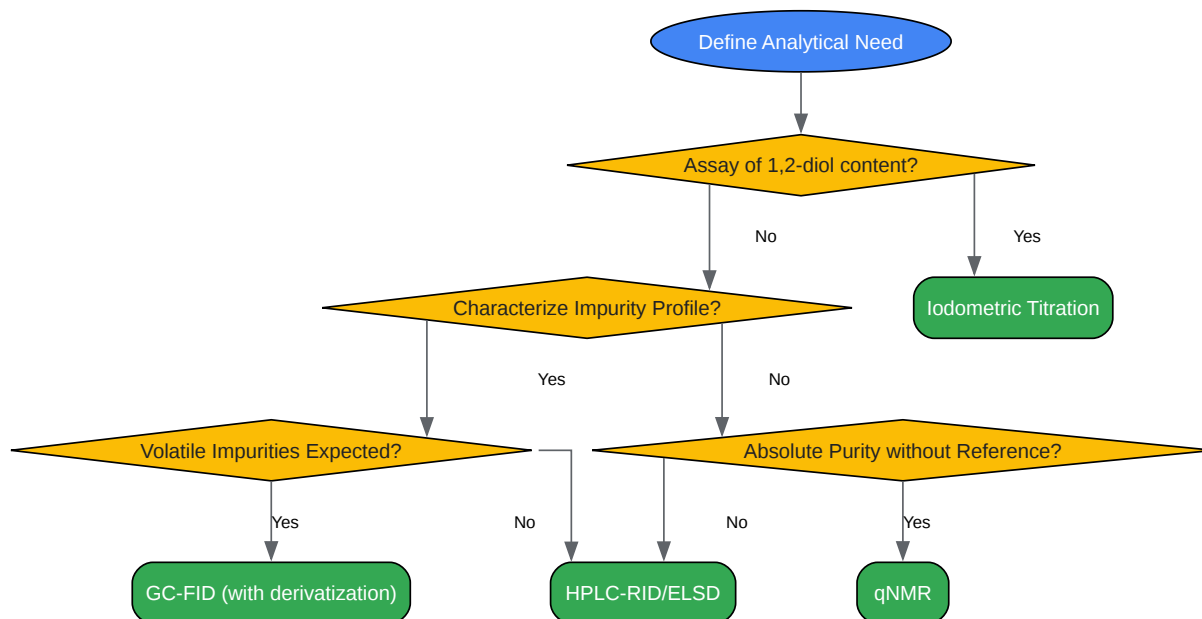 Define Analytical Need
Assay of 1,2-diol content?
No
Yes
Characterize Impurity Profile?
Iodometric Titration
Yes
No
Volatile Impurities Expected?
Absolute Purity without Reference?
Yes
No
No
Yes
GC-FID (with derivatization)
HPLC-RID/ELSD
qNMR